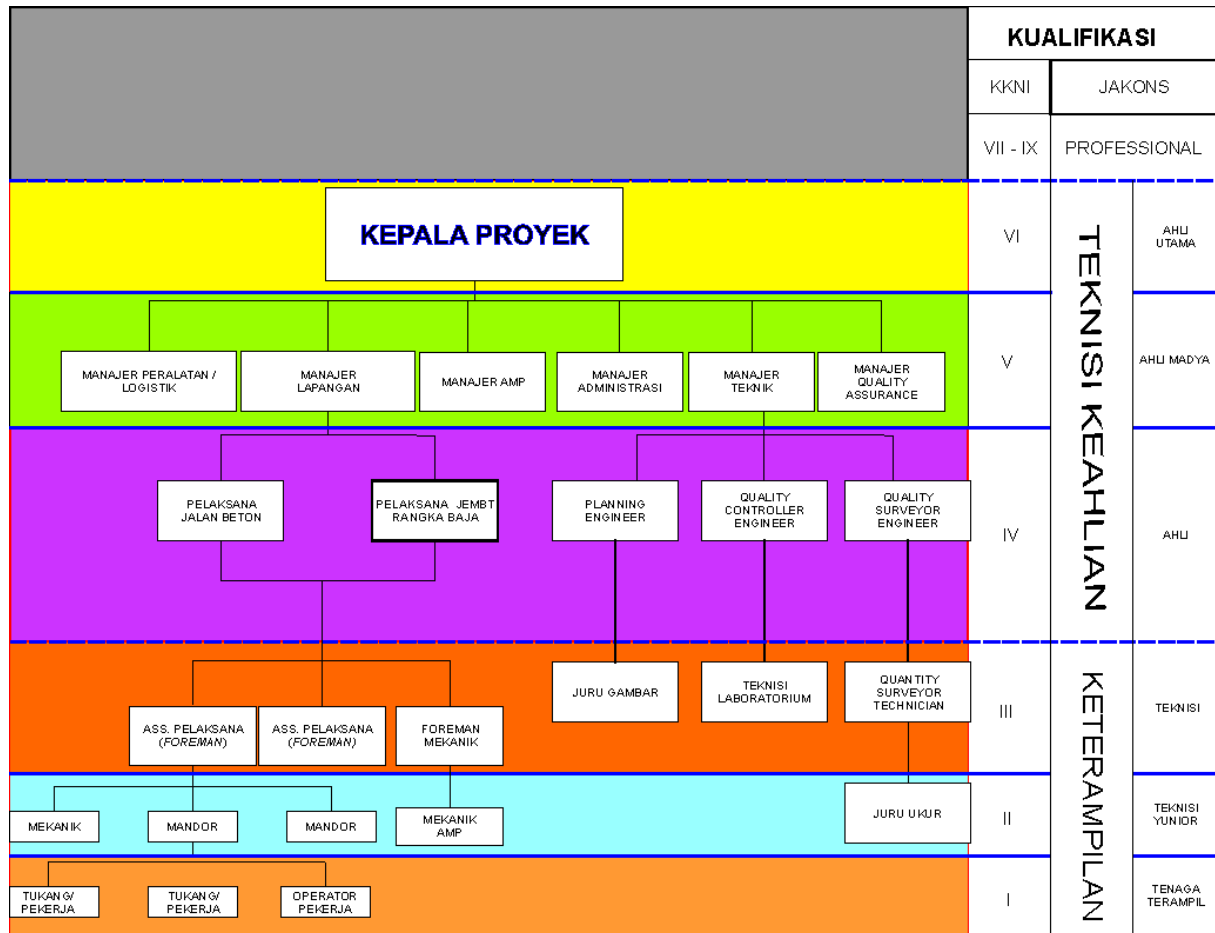 KUALIFIKASI
KKNI
JAKONS
VII - IX
PROFESSIONAL
KEPALA PROYEK
VI
AHLI
UTAMA
TEKNISI KEAHLIAN
MANAJER PERALATAN /
LOGISTIK
MANAJER
LAPANGAN
MANAJER AMP
MANAJER
ADMINISTRASI
MANAJER
TEKNIK
MANAJER
QUALITY
ASSURANCE
V
AHLI MADYA
PELAKSANA
JALAN BETON
PELAKSANA JEMBT
RANGKA BAJA
PLANNING
ENGINEER
QUALITY
CONTROLLER
ENGINEER
QUALITY
SURVEYOR
ENGINEER
IV
AHLI
JURU GAMBAR
TEKNISI
LABORATORIUM
QUANTITY
SURVEYOR
TECHNICIAN
ASS. PELAKSANA
(FOREMAN)
ASS. PELAKSANA
(FOREMAN)
FOREMAN
MEKANIK
III
TEKNISI
KETERAMPILAN
MEKANIK
MANDOR
MANDOR
MEKANIK
AMP
JURU UKUR
II
TEKNISI
YUNIOR
TUKANG/
PEKERJA
TUKANG/
PEKERJA
OPERATOR
PEKERJA
I
TENAGA
TERAMPIL